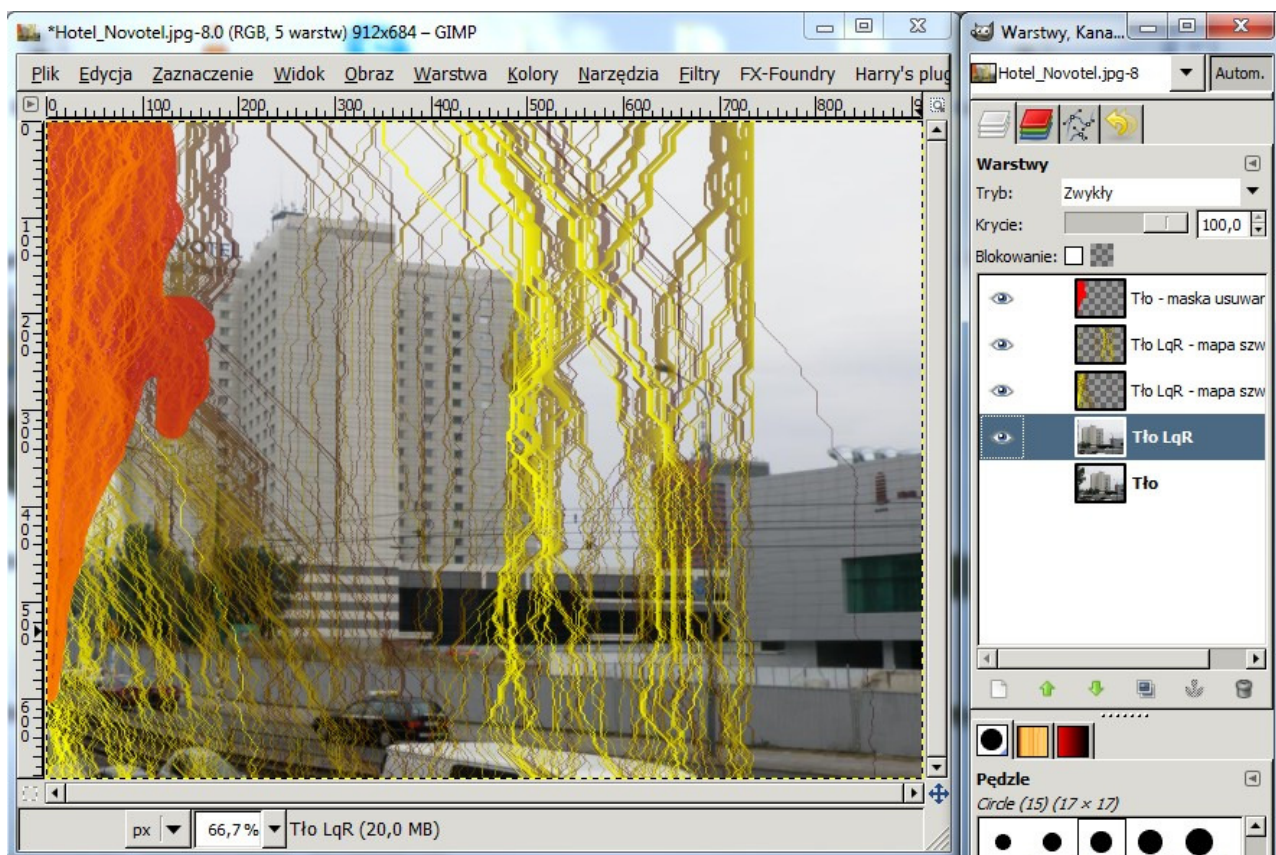 *Hotel_Novotel.jpg-8.0 (RGB, 5 warstw) 912x684 – GIMP
Plik Edycja Zaznaczenie Widok Obraz Warstwa Kolory Narzędzia Filtry FX-Foundry Harry's plug
0 100 200 300 400 500 600 700 800 9
0
100
200
300
400
500
600
px 66,7 % Tło LqR (20,0 MB)
Warstwy, Kana...
Hotel_Novotel.jpg-8 Autom.
Warstwy
Tryb: Zwykły
Krycie: 100,0
Blokowanie:
Tło - maska usuwar
Tło LqR - mapa szw
Tło LqR - mapa szw
Tło LqR
Tło
Pędzle
Circle (15) (17 × 17)